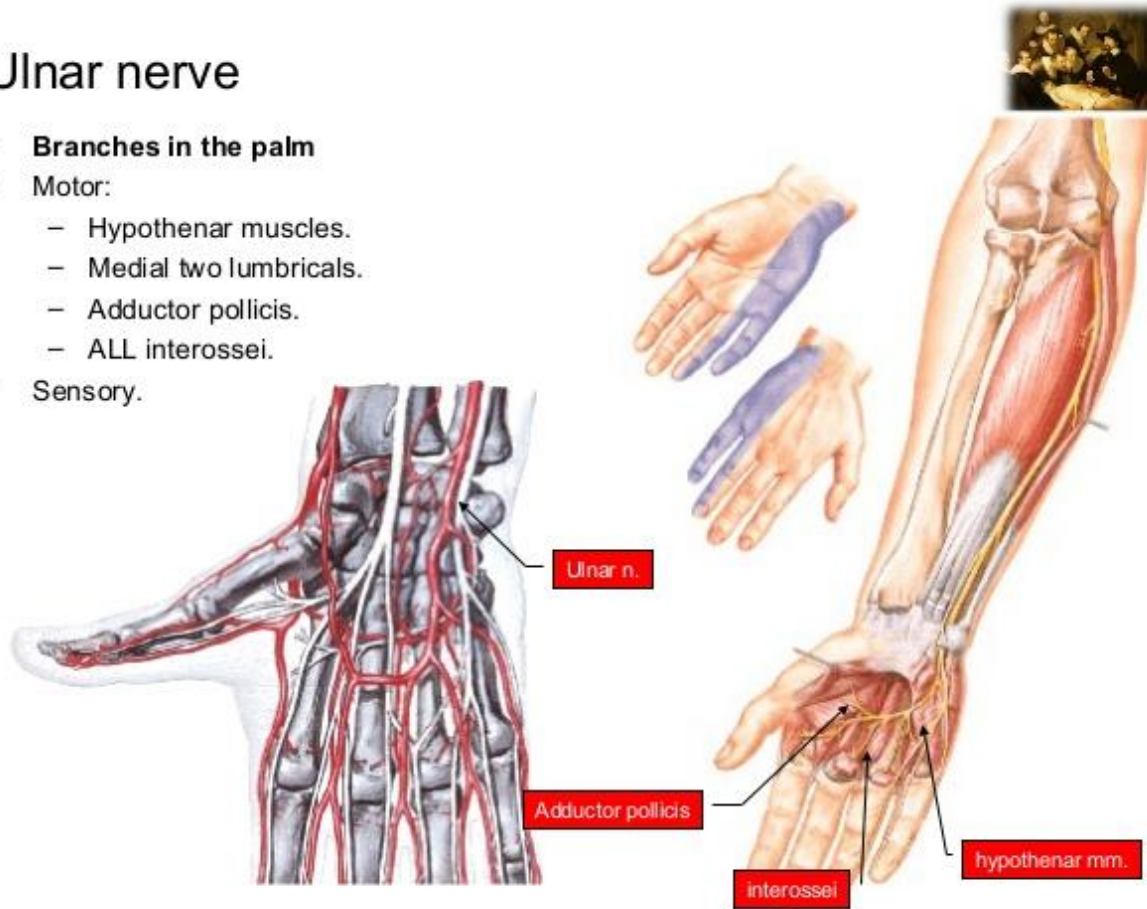 Ulnar nerve
Branches in the palm
Motor:
– Hypothenar muscles.
– Medial two lumbricals.
– Adductor pollicis.
– ALL interossei.
Sensory.
Ulnar n.
Adductor pollicis
hypothenar mm.
interossei